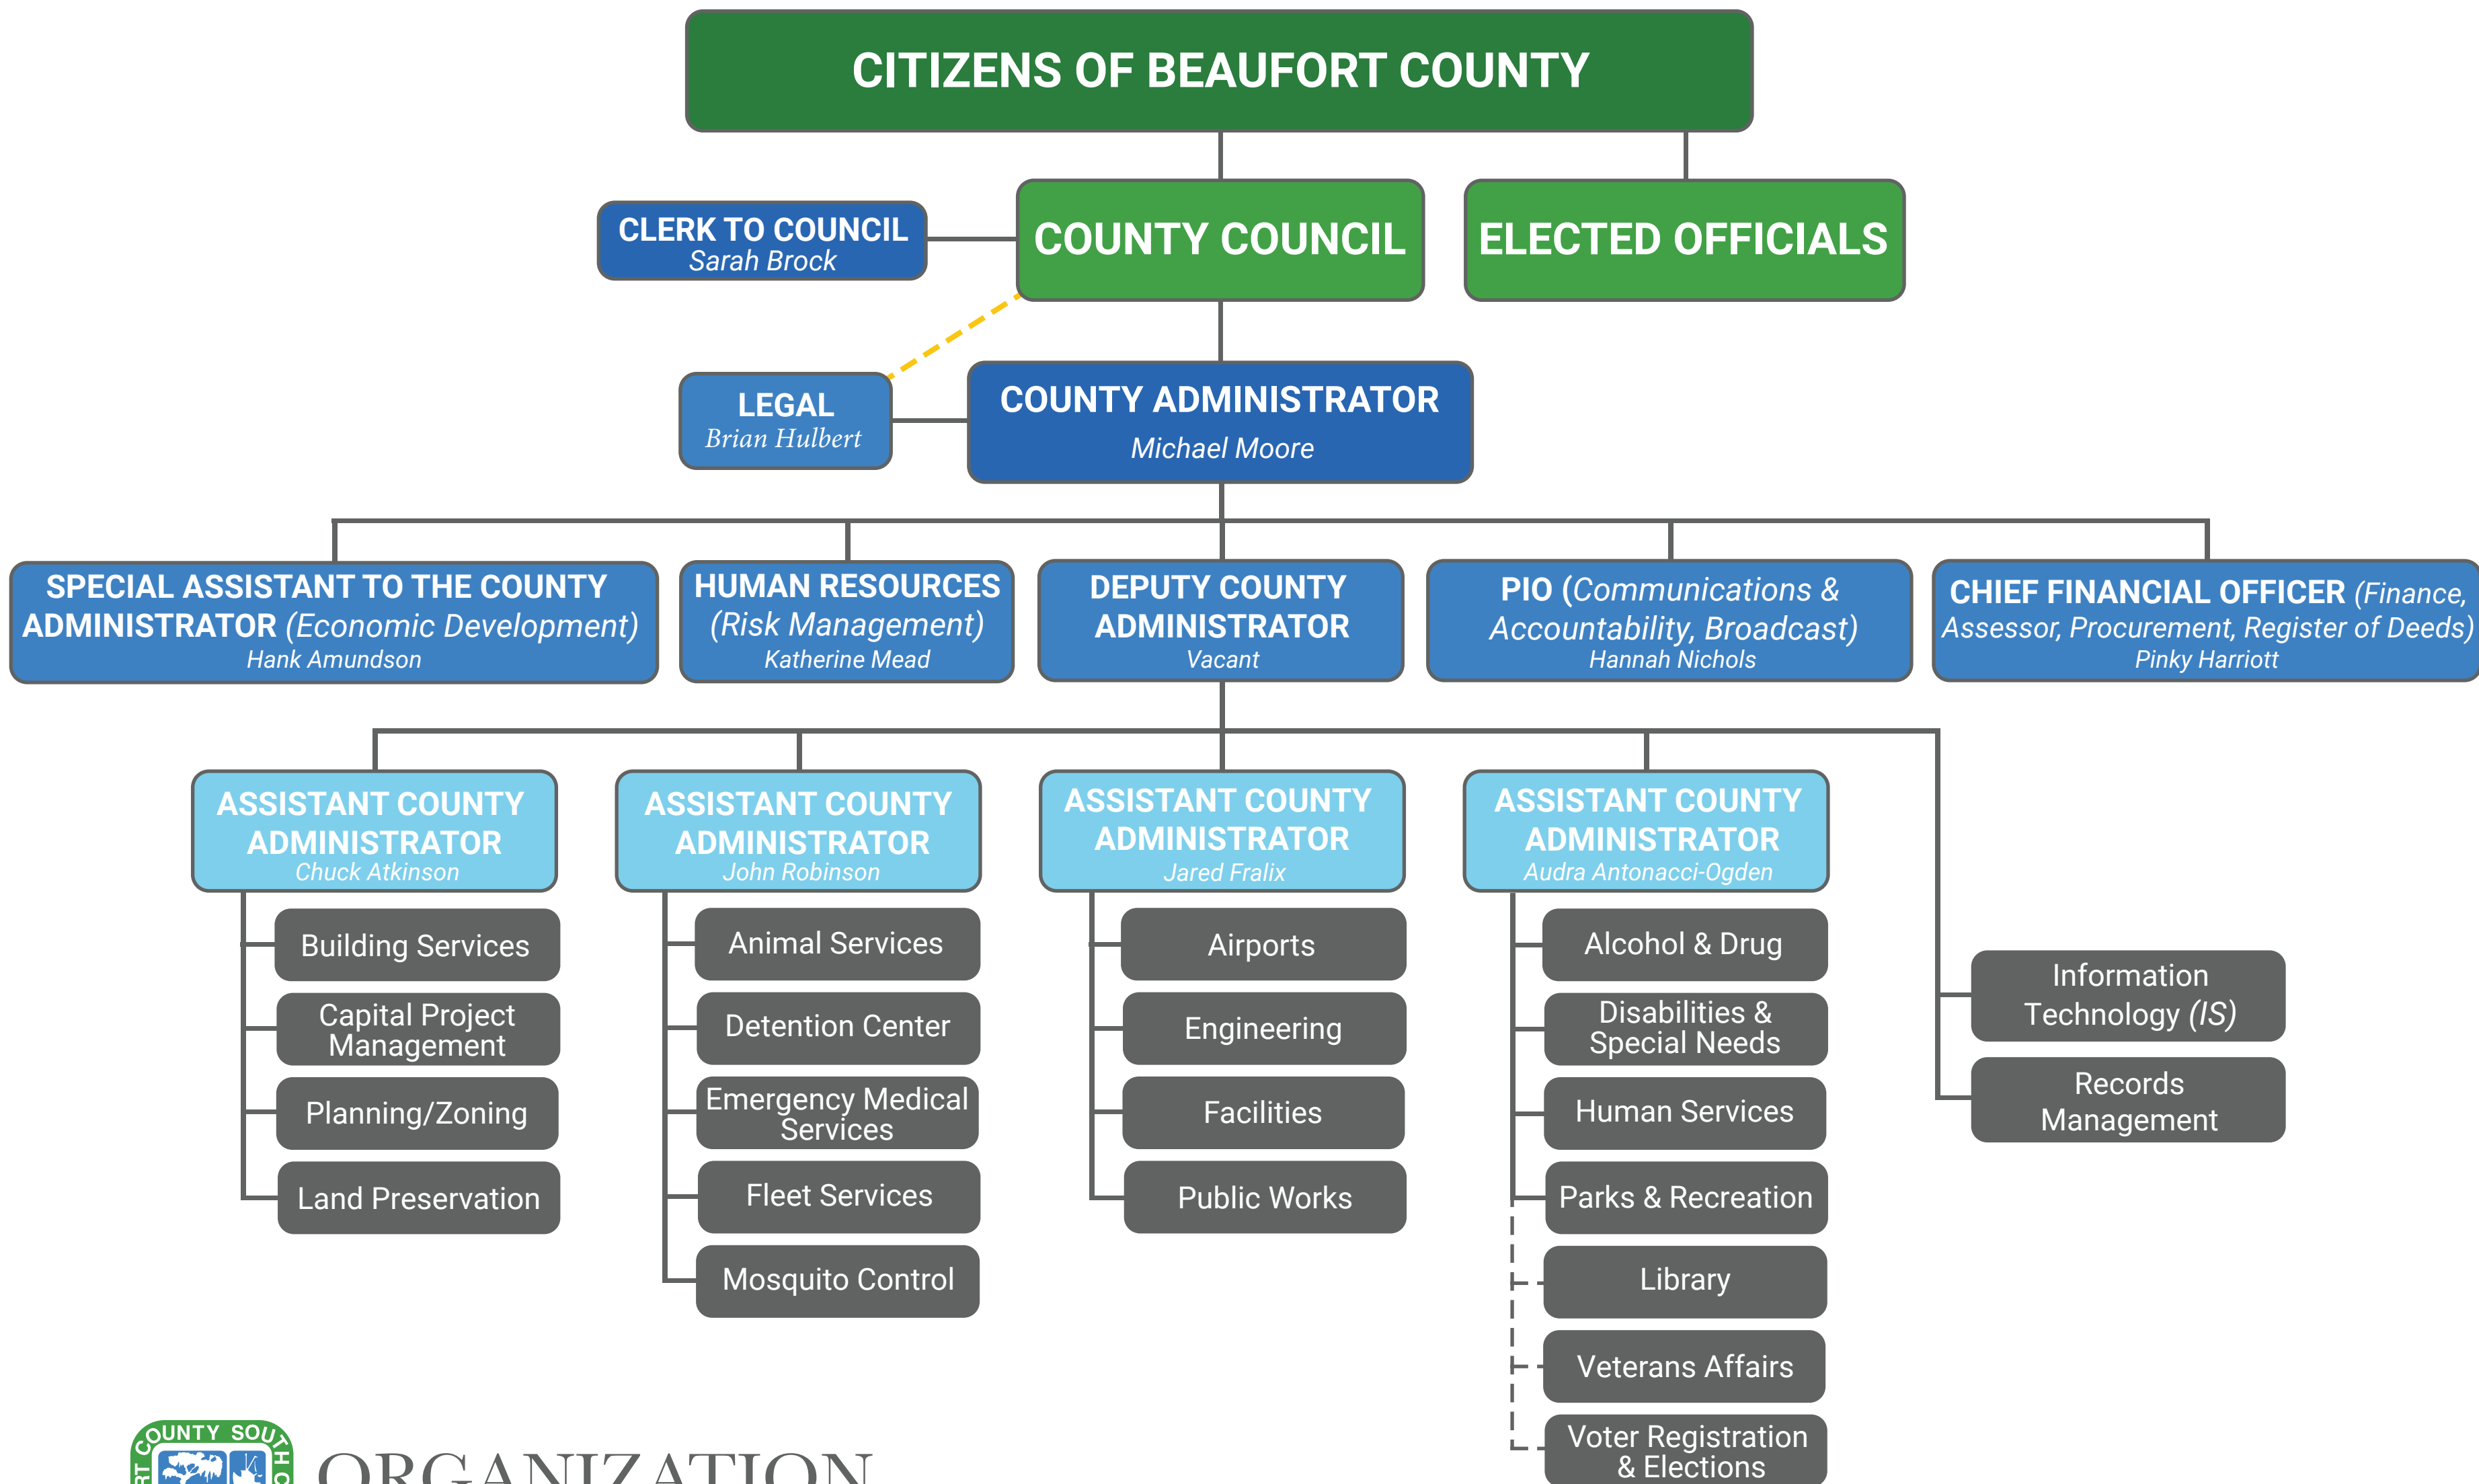 CITIZENS OF BEAUFORT COUNTY
CLERK TO COUNCIL
Sarah Brock
COUNTY COUNCIL
ELECTED OFFICIALS
LEGAL
Brian Hulbert
COUNTY ADMINISTRATOR
Michael Moore
SPECIAL ASSISTANT TO THE COUNTY
ADMINISTRATOR (Economic Development)
Hank Amundson
HUMAN RESOURCES
(Risk Management)
Katherine Mead
DEPUTY COUNTY
ADMINISTRATOR
Vacant
PIO (Communications &
Accountability, Broadcast)
Hannah Nichols
CHIEF FINANCIAL OFFICER (Finance,
Assessor, Procurement, Register of Deeds)
Pinky Harriott
ASSISTANT COUNTY
ADMINISTRATOR
Chuck Atkinson
Building Services
Capital Project
Management
Planning/Zoning
Land Preservation
ASSISTANT COUNTY
ADMINISTRATOR
John Robinson
Animal Services
Detention Center
Emergency Medical
Services
Fleet Services
Mosquito Control
ASSISTANT COUNTY
ADMINISTRATOR
Jared Fralix
Airports
Engineering
Facilities
Public Works
ASSISTANT COUNTY
ADMINISTRATOR
Audra Antonacci-Ogden
Alcohol & Drug
Disabilities &
Special Needs
Human Services
Parks & Recreation
Library
Veterans Affairs
Voter Registration
& Elections
Information
Technology (IS)
Records
Management
COUNTY SOUTH
ORGANIZATION